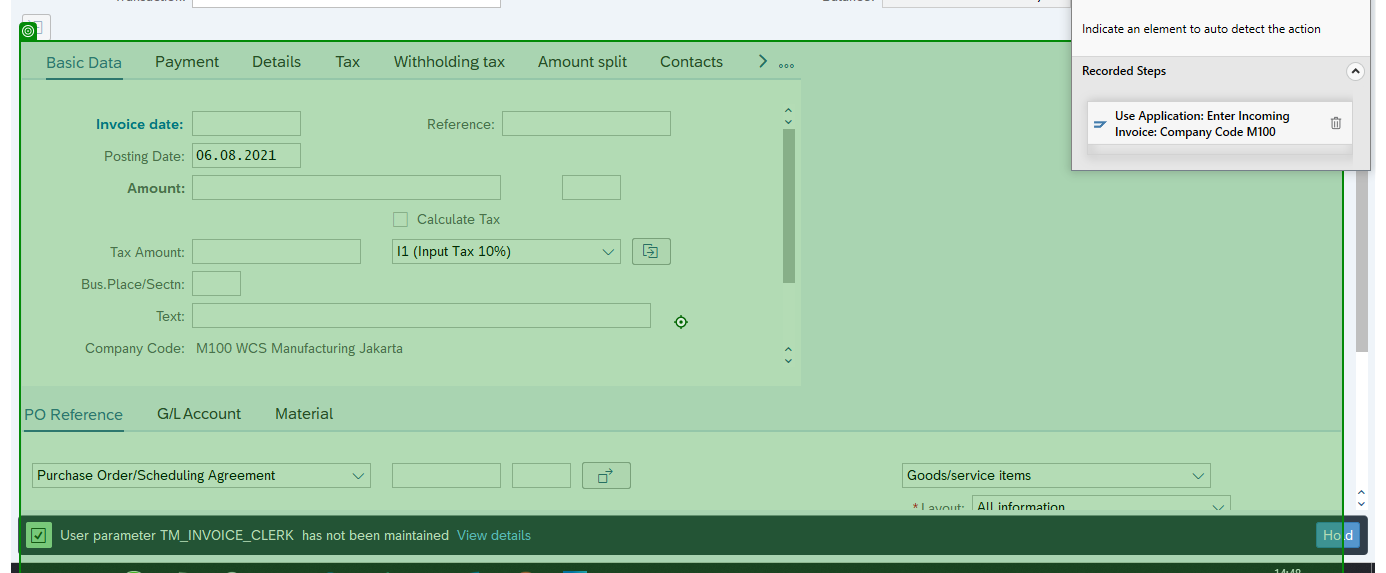 Indicate an element to auto detect the action
Recorded Steps
Use Application: Enter Incoming
Invoice: Company Code M100
Basic Data Payment Details Tax Withholding tax Amount split Contacts
Invoice date: Reference:
Posting Date: 06.08.2021
Amount:
Calculate Tax
Tax Amount: I1 (Input Tax 10%)
Bus.Place/Sectn:
Text:
Company Code: M100 WCS Manufacturing Jakarta
PO Reference G/L Account Material
Purchase Order/Scheduling Agreement Goods/service items
* Layout: All information
User parameter TM_INVOICE_CLERK has not been maintained View details Hold
14:48